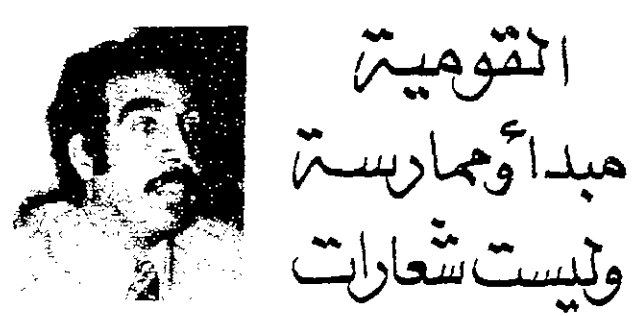 القومية
مبدأ وممارسة
وليست شعارات